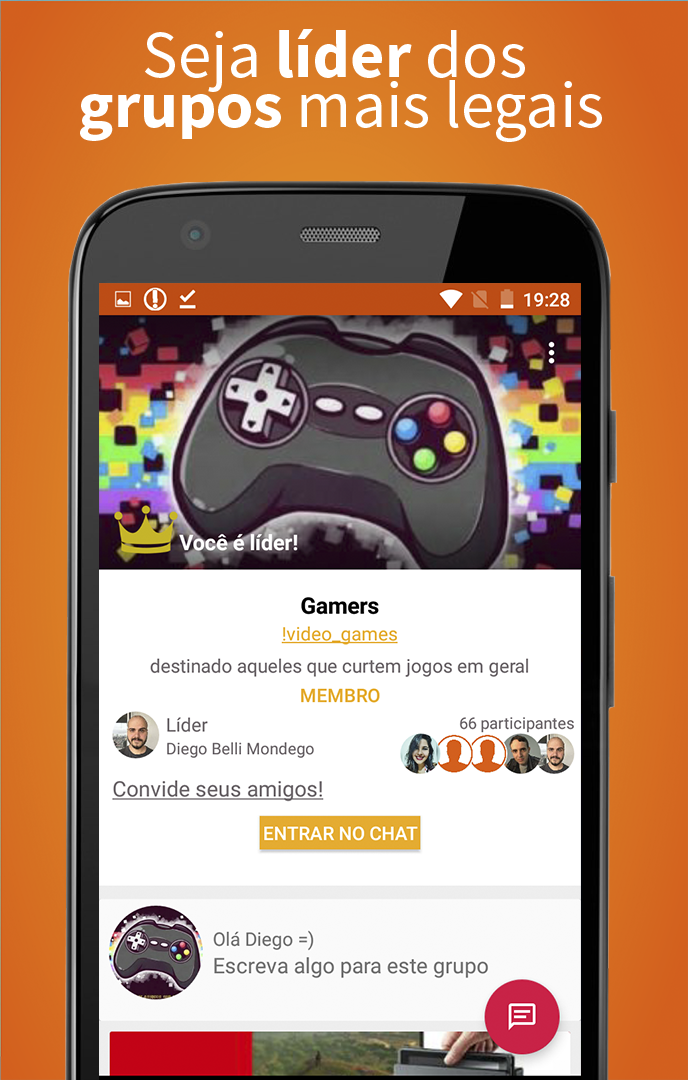 Seja líder dos
grupos mais legais
19:28
Você é líder!
Gamers
!video_games
destinado aqueles que curtem jogos em geral
MEMBRO
Líder
66 participantes
Diego Belli Mondego
Convide seus amigos!
ENTRAR NO CHAT
Olá Diego =)
Escreva algo para este grupo